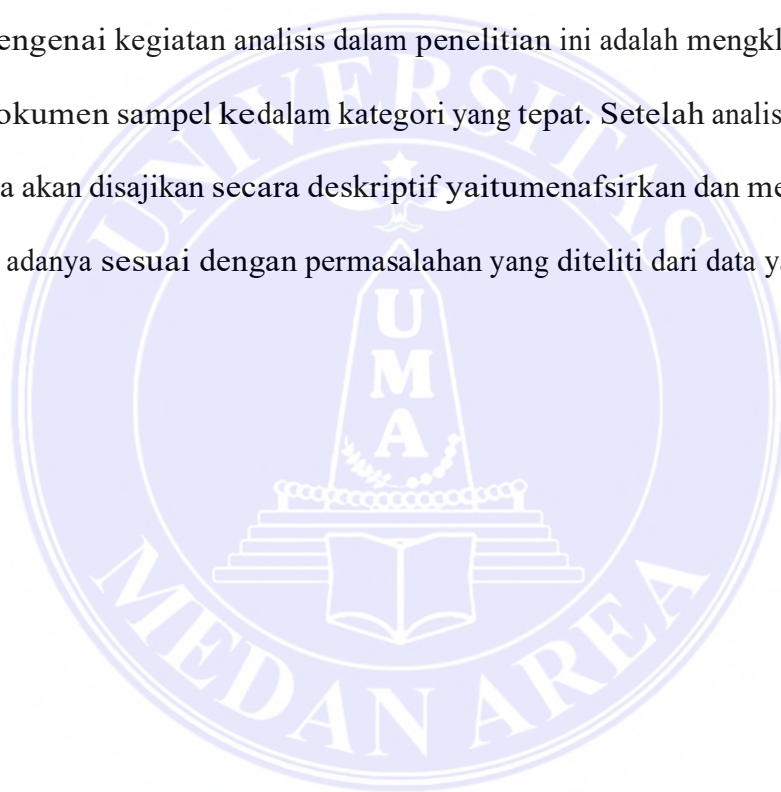 engenai kegiatan analisis dalam penelitian ini adalah mengkl
okumen sampel kedalam kategori yang tepat. Setelah analis
a akan disajikan secara deskriptif yaitumenafsirkan dan me
adanya sesuai dengan permasalahan yang diteliti dari data ya
UNIVERSITAS
U
M
A
MEDAN AREA